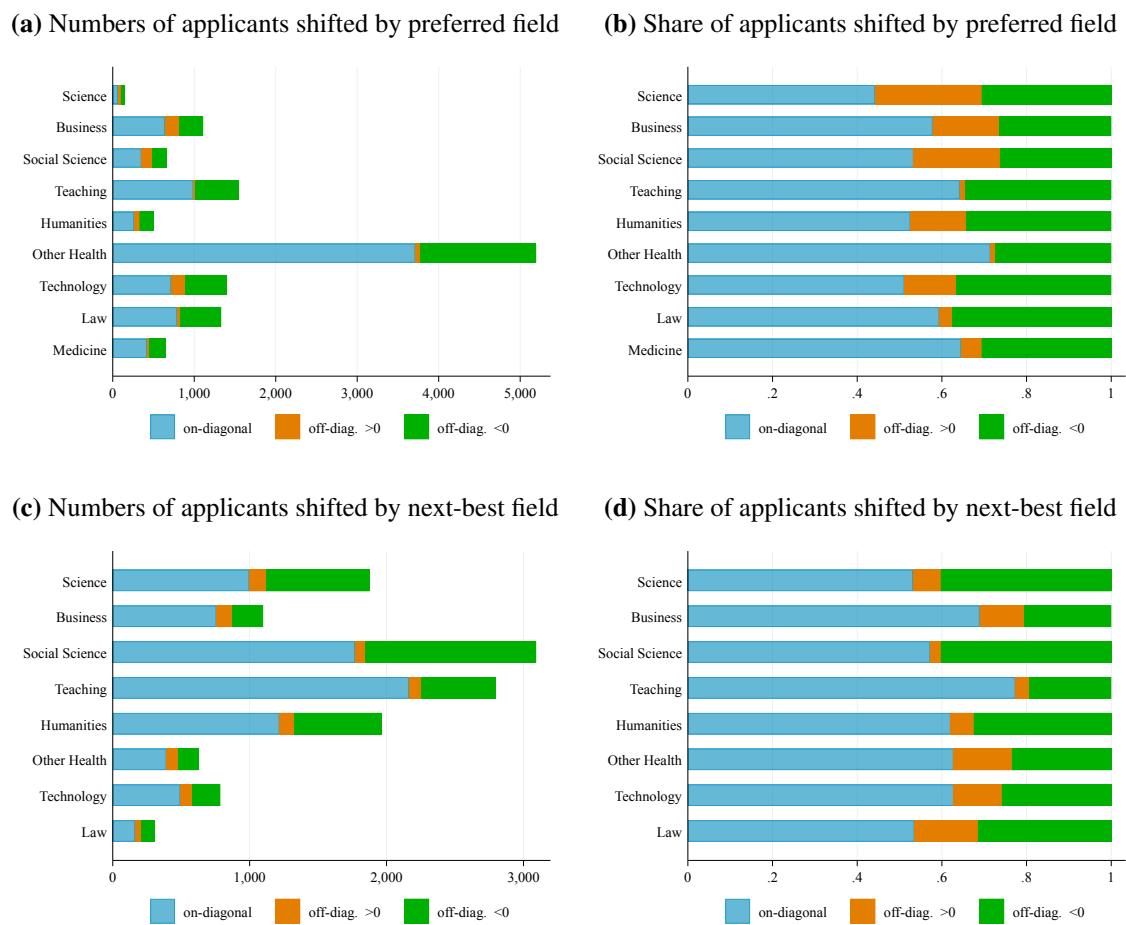 (a) Numbers of applicants shifted by preferred field
Science
Business
Social Science
Teaching
Humanities
Other Health
Technology
Law
Medicine
0 1,000 2,000 3,000 4,000 5,000
on-diagonal off-diag. >0 off-diag. <0
(b) Share of applicants shifted by preferred field
Science
Business
Social Science
Teaching
Humanities
Other Health
Technology
Law
Medicine
0 .2 .4 .6 .8 1
on-diagonal off-diag. >0 off-diag. <0
(c) Numbers of applicants shifted by next-best field
Science
Business
Social Science
Teaching
Humanities
Other Health
Technology
Law
0 1,000 2,000 3,000
on-diagonal off-diag. >0 off-diag. <0
(d) Share of applicants shifted by next-best field
Science
Business
Social Science
Teaching
Humanities
Other Health
Technology
Law
0 .2 .4 .6 .8 1
on-diagonal off-diag. >0 off-diag. <0